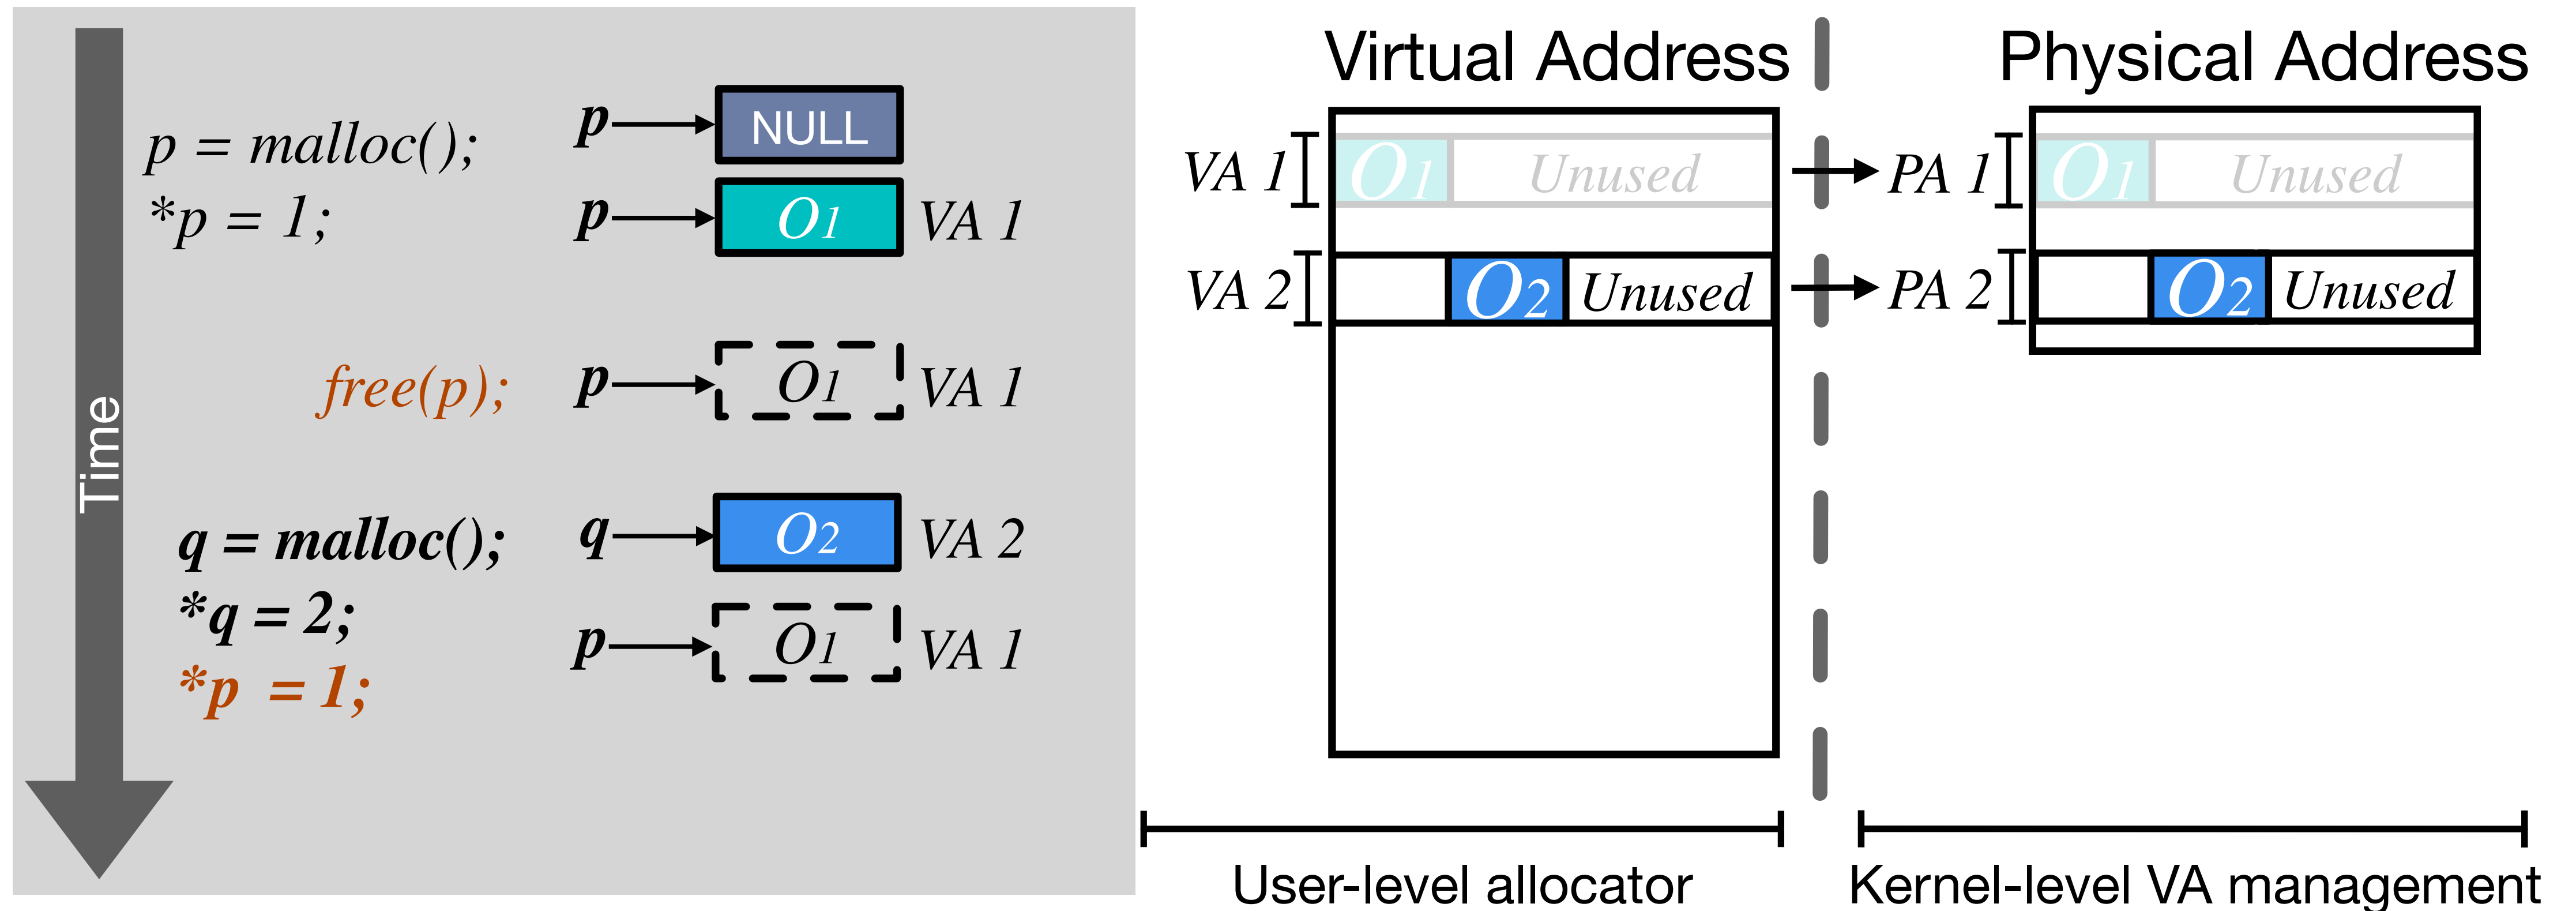 Time
p = malloc();
*p = 1;
p
NULL
p
O1
VA 1
free(p);
p
O1
VA 1
q = malloc();
*q = 2;
*p = 1;
q
O2
VA 2
p
O1
VA 1
Virtual Address
VA 1
O1
Unused
VA 2
O2
Unused
User-level allocator
Physical Address
PA 1
O1
Unused
PA 2
O2
Unused
Kernel-level VA management